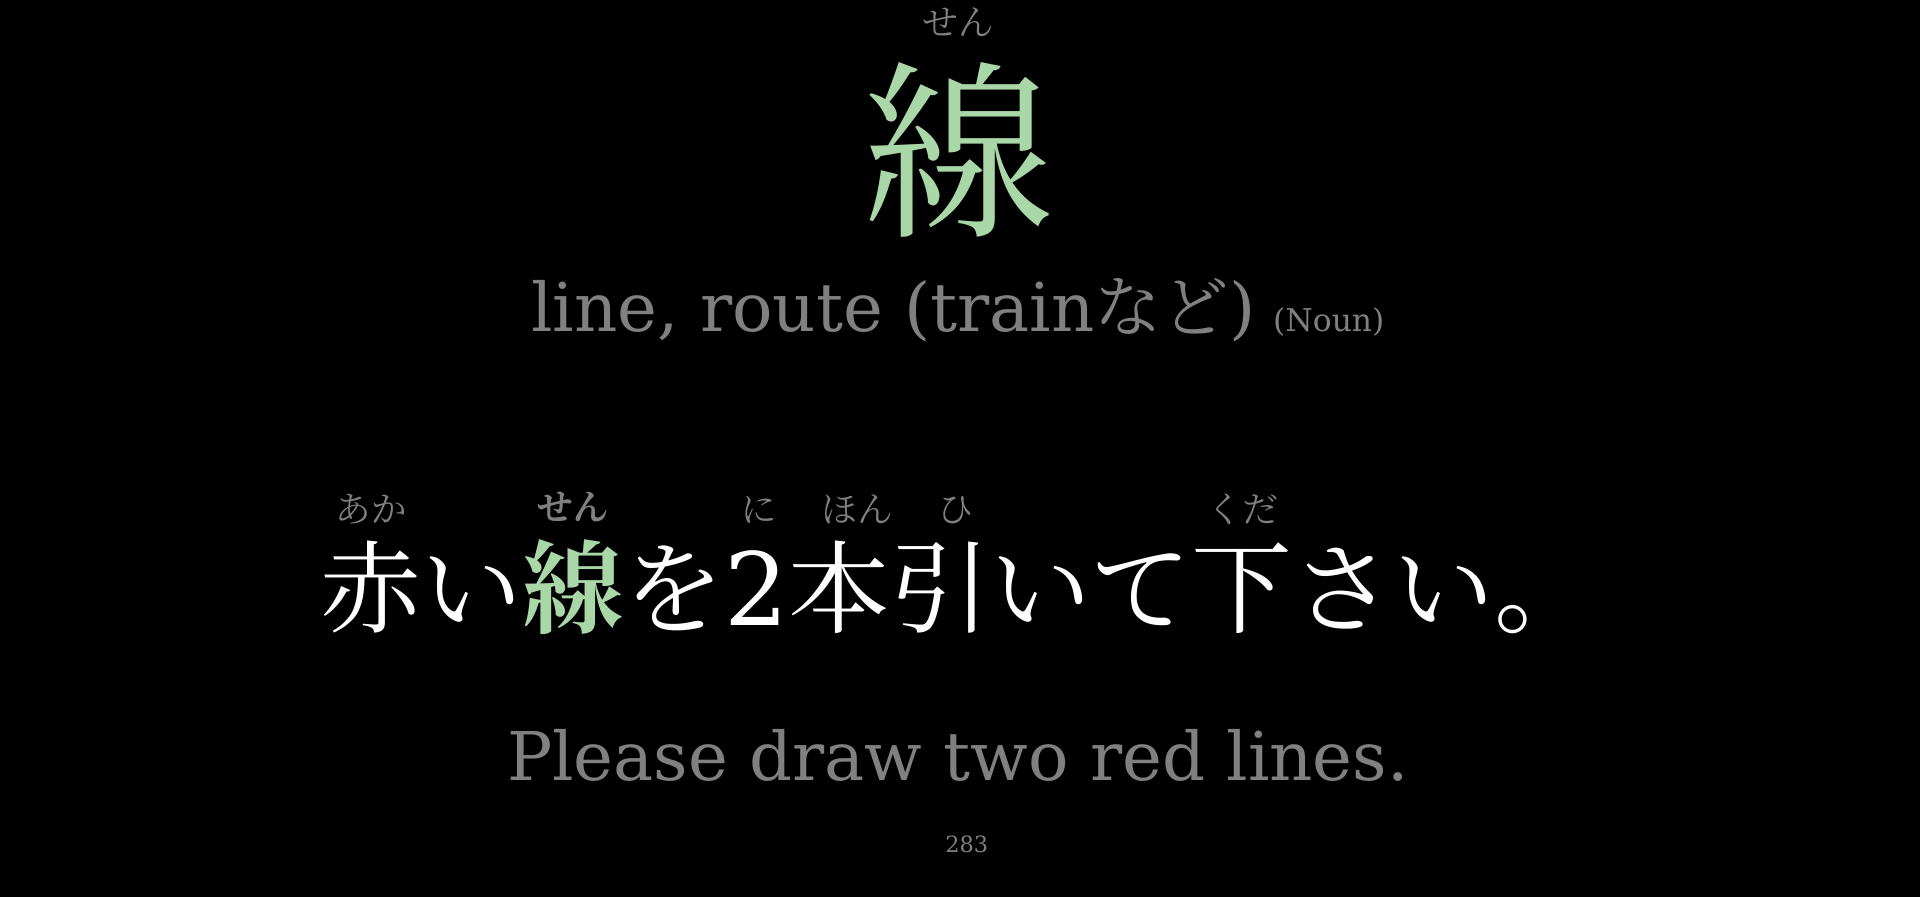 せん
線
line, route (trainなど) (Noun)
あか せん に ほん ひ くだ
赤い線を2本引いて下さい。
Please draw two red lines.
283